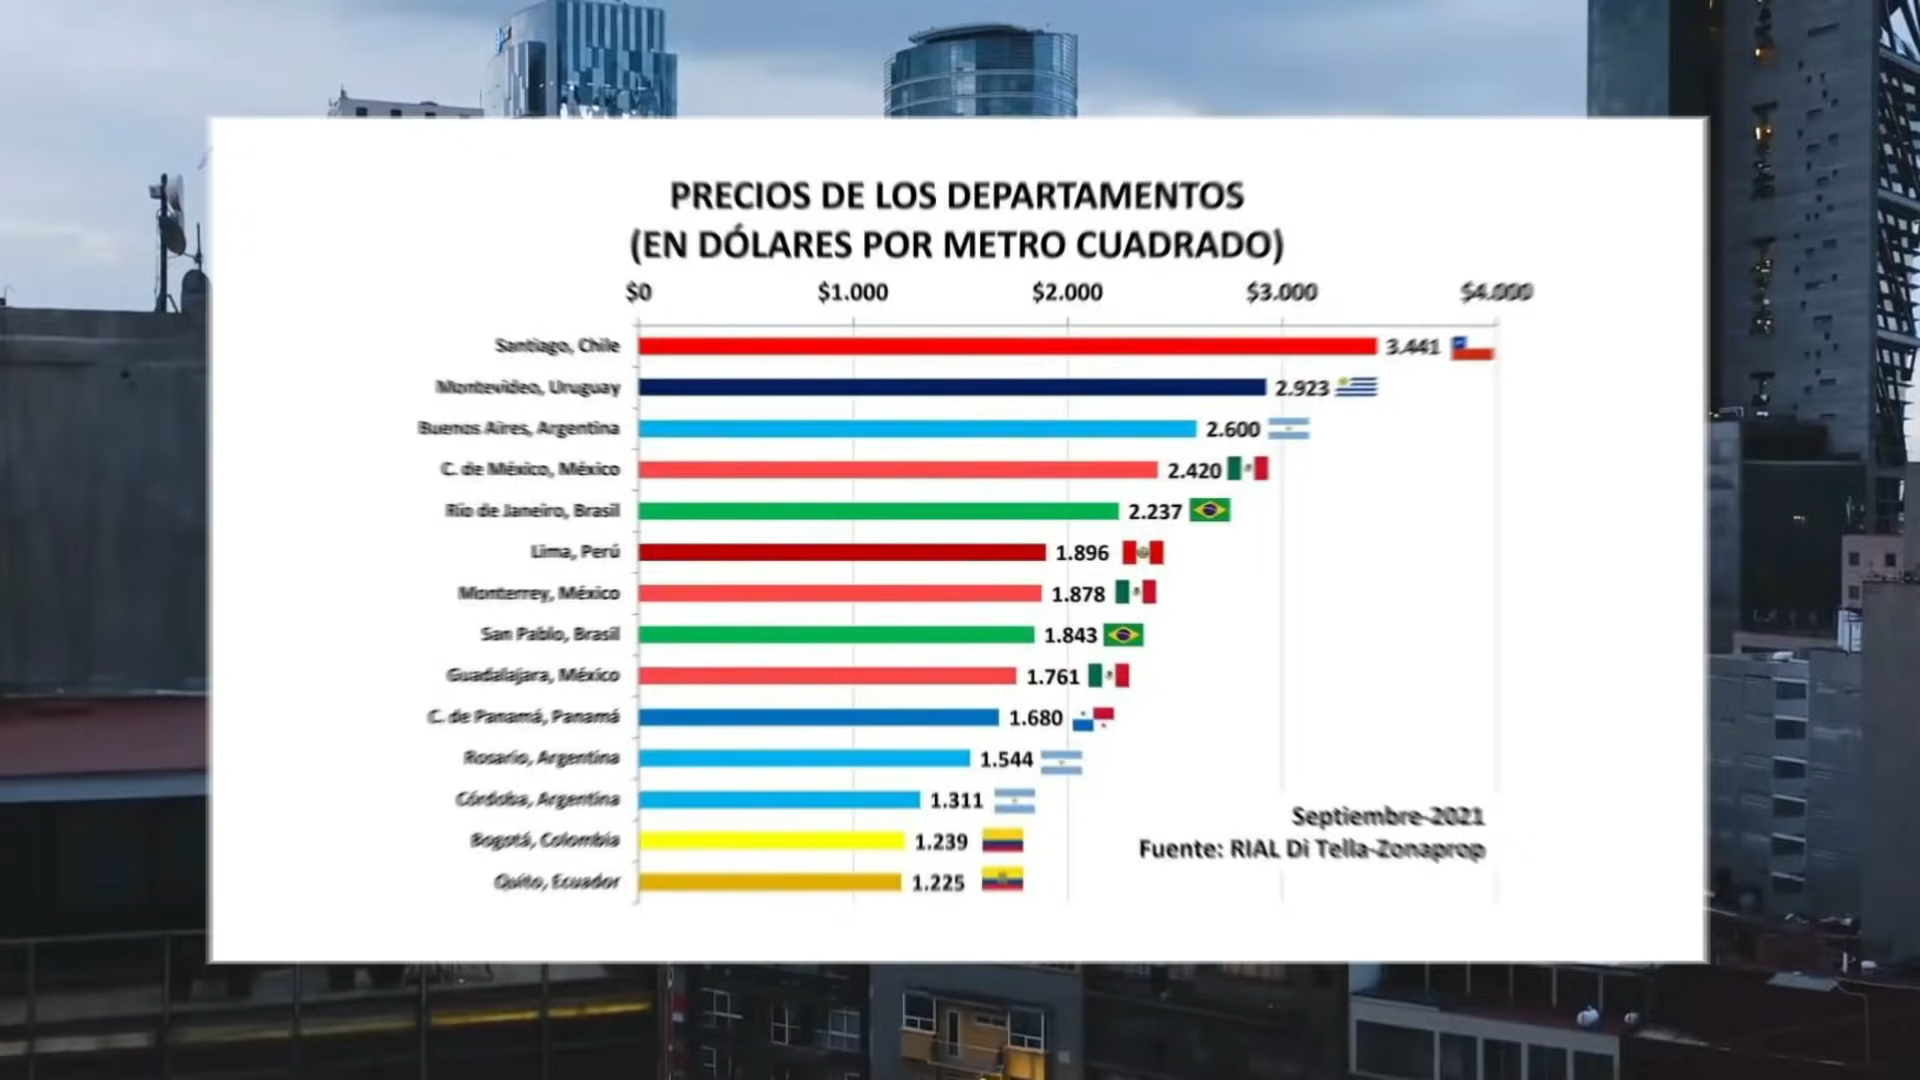 PRECIOS DE LOS DEPARTAMENTOS
(EN DÓLARES POR METRO CUADRADO)
$0 $1.000 $2.000 $3.000 $4.000
Santiago, Chile 3.441
Montevideo, Uruguay 2.923
Buenos Aires, Argentina 2.600
C. de México, México 2.420
Río de Janeiro, Brasil 2.237
Lima, Perú 1.896
Monterrey, México 1.878
San Pablo, Brasil 1.843
Guadalajara, México 1.761
C. de Panamá, Panamá 1.680
Rosario, Argentina 1.544
Córdoba, Argentina 1.311
Bogotá, Colombia 1.239
Quito, Ecuador 1.225
Septiembre-2021
Fuente: RIAL Di Tella-Zonaprop